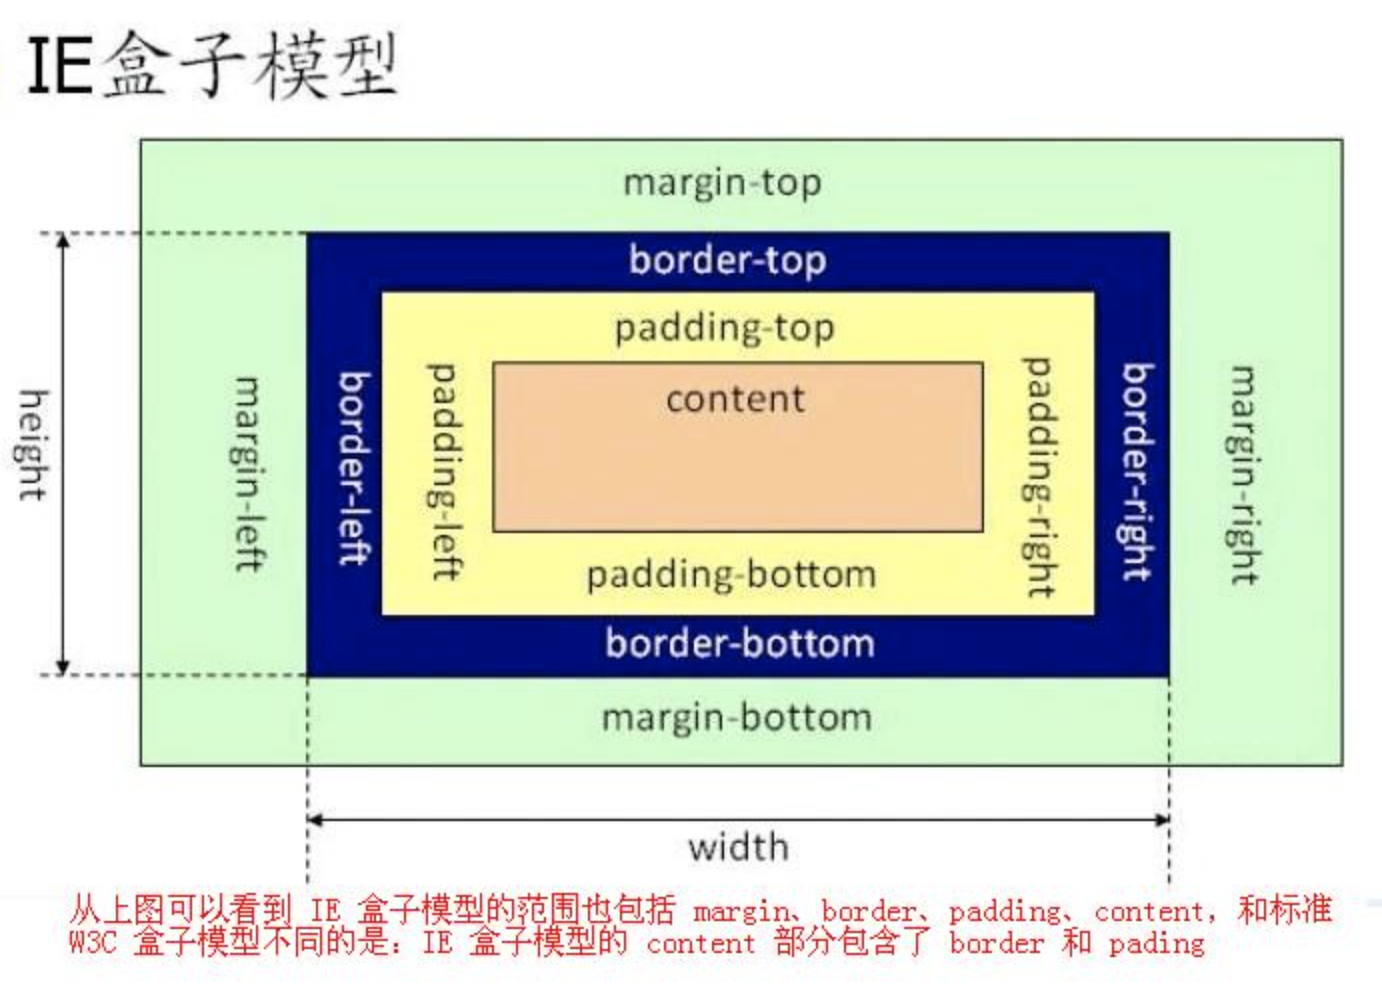 IE盒子模型
margin-top
border-top
padding-top
content
height
margin-left
border-left
padding-left
padding-right
border-right
margin-right
padding-bottom
border-bottom
margin-bottom
width
从上图可以看到 IE 盒子模型的范围也包括 margin、border、padding、content，和标准
W3C 盒子模型不同的是：IE 盒子模型的 content 部分包含了 border 和 pading